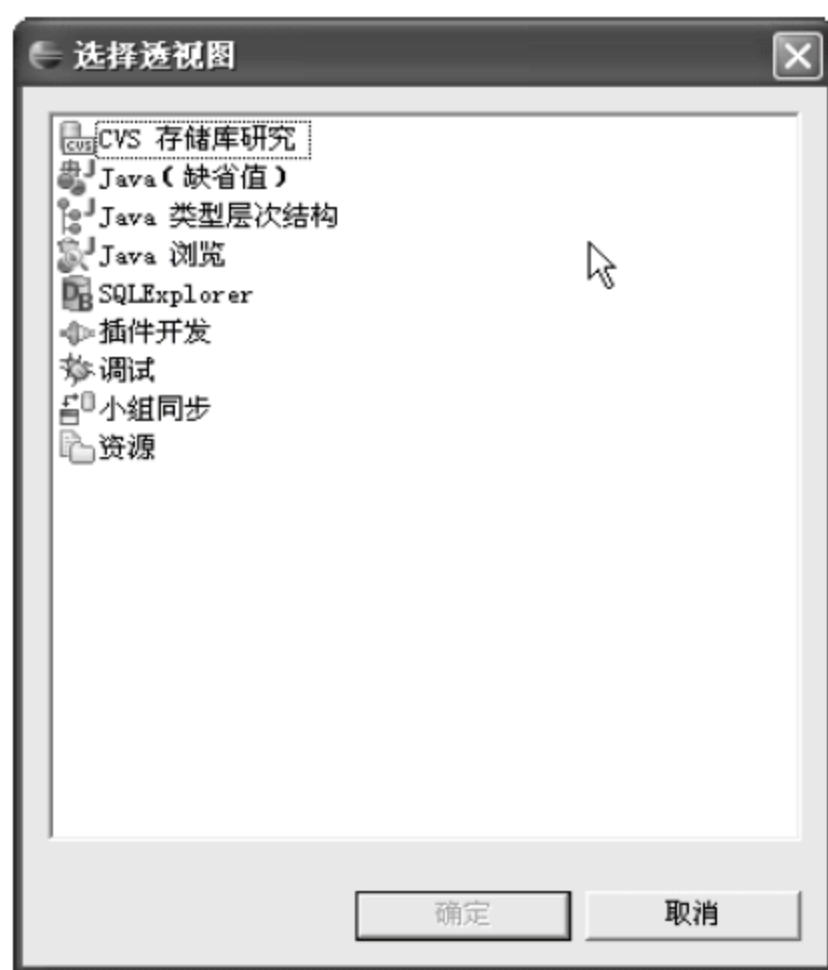 选择透视图
CVS 存储库研究
Java(缺省值)
Java 类型层次结构
Java 浏览
SQLExplorer
插件开发
调试
小组同步
资源
确定
取消